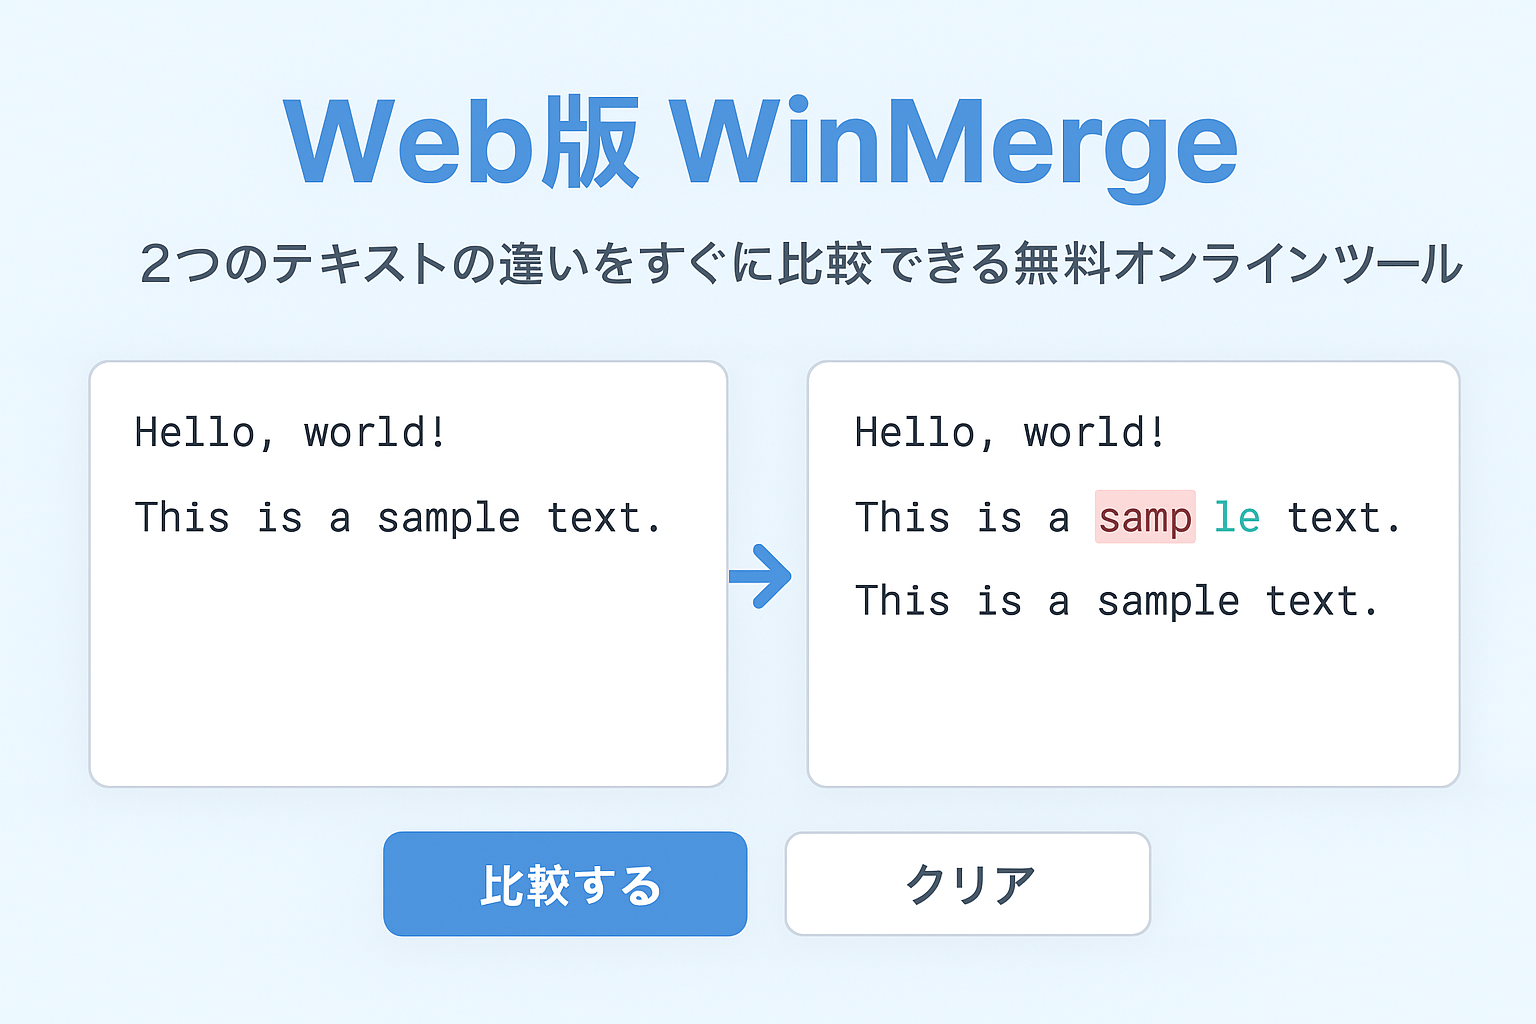 Web版 WinMerge
2つのテキストの違いをすぐに比較できる無料オンラインツール
Hello, world!
This is a sample text.
Hello, world!
This is a samp le text.
This is a sample text.
比較する
クリア